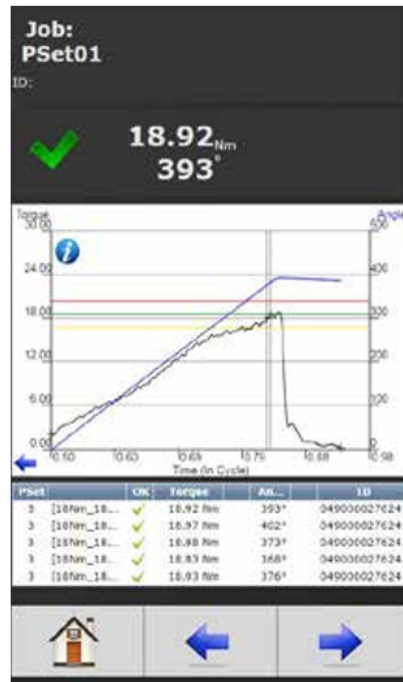 Job:
PSet01
ID:
18.92 Nm
393°
Torque Angle
30.00 500
24.00 400
18.00 300
12.00 200
6.00 100
0.00 0
0.50 0.60 0.69 0.79 0.88 0.98
Time (In Cycle)
PSet OK Torque An... ID
3 [18Nm_18... 18.92 Nm 393° 049000027624
3 [18Nm_18... 18.97 Nm 402° 049000027624
3 [18Nm_18... 18.88 Nm 373° 049000027624
3 [18Nm_18... 18.83 Nm 368° 049000027624
3 [18Nm_18... 18.93 Nm 376° 049000027624